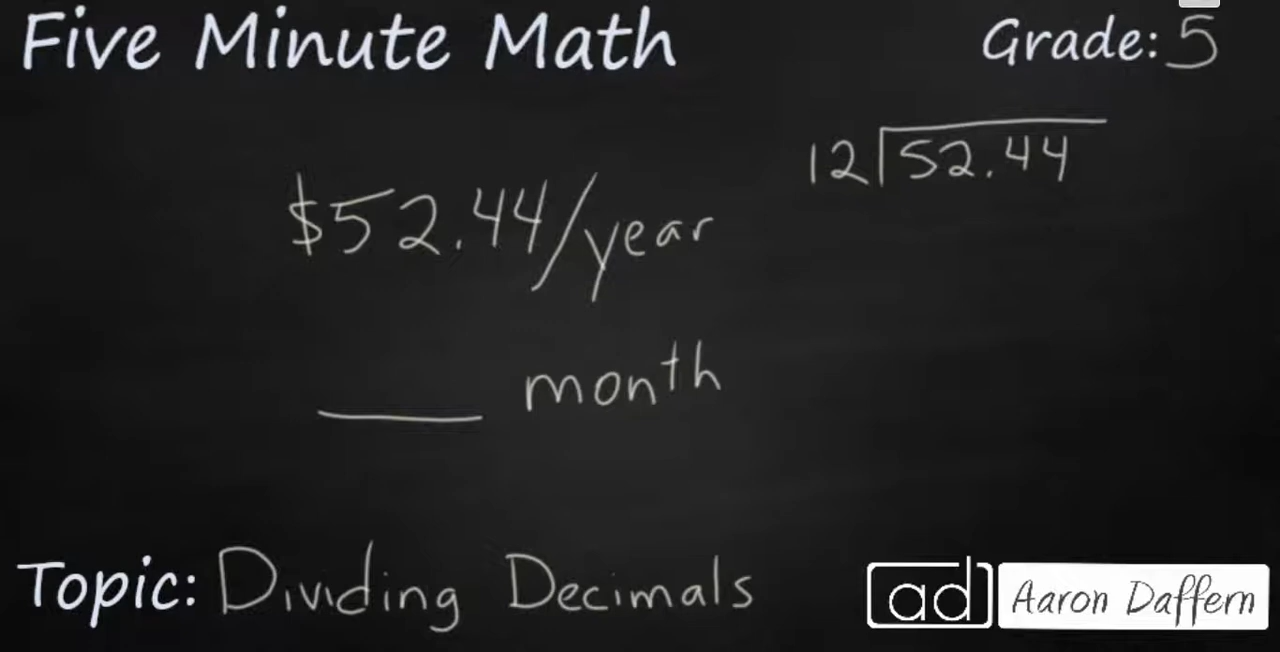 Five Minute Math
Grade: 5
12 52.44
$52.44/year
____ month
Topic: Dividing Decimals
ad Aaron Daffern